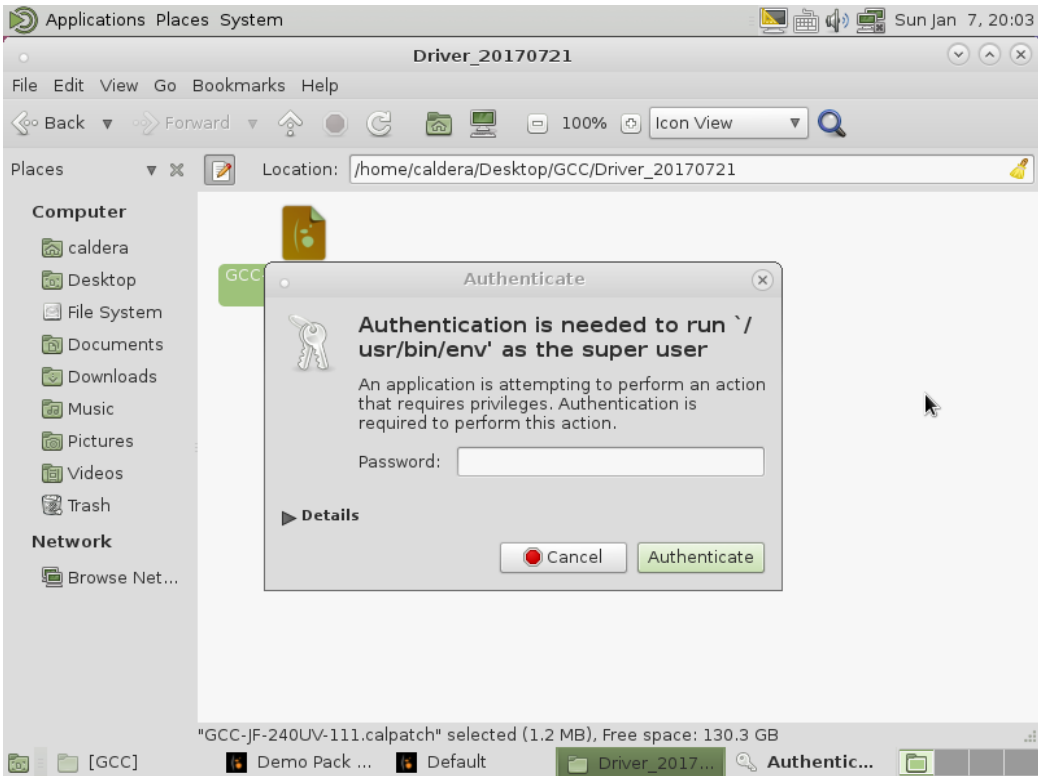 Applications Places System
Sun Jan 7, 20:03
Driver_20170721
File Edit View Go Bookmarks Help
Back Forward 100% Icon View
Places Location: /home/caldera/Desktop/GCC/Driver_20170721
Computer
caldera
Desktop
File System
Documents
Downloads
Music
Pictures
Videos
Trash
Network
Browse Net...
GCC-
Authenticate
Authentication is needed to run `/
usr/bin/env' as the super user
An application is attempting to perform an action
that requires privileges. Authentication is
required to perform this action.
Password:
Details
Cancel Authenticate
"GCC-JF-240UV-111.calpatch" selected (1.2 MB), Free space: 130.3 GB
[GCC] Demo Pack ... Default Driver_2017... Authentic...